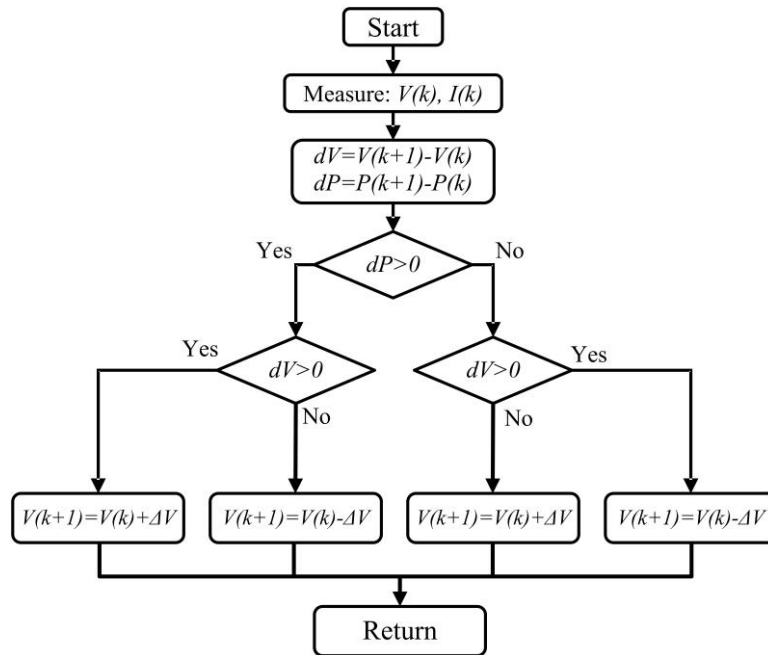 Start
Measure: V(k), I(k)
dV=V(k+1)-V(k)
dP=P(k+1)-P(k)
Yes
dP>0
No
Yes
dV>0
No
dV>0
Yes
No
V(k+1)=V(k)+ΔV
V(k+1)=V(k)-ΔV
V(k+1)=V(k)+ΔV
V(k+1)=V(k)-ΔV
Return